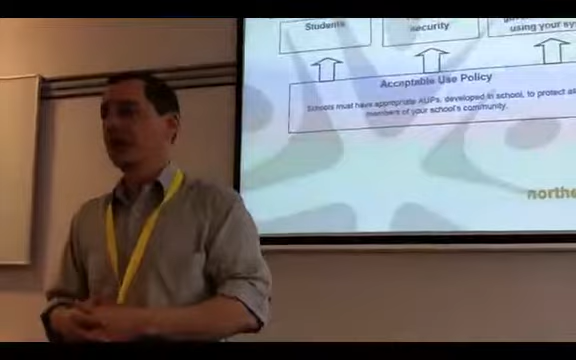 Students
security
using your
Acceptable Use Policy
Schools must have appropriate AUPs, developed in school, to protect
members of your school's community.
northe